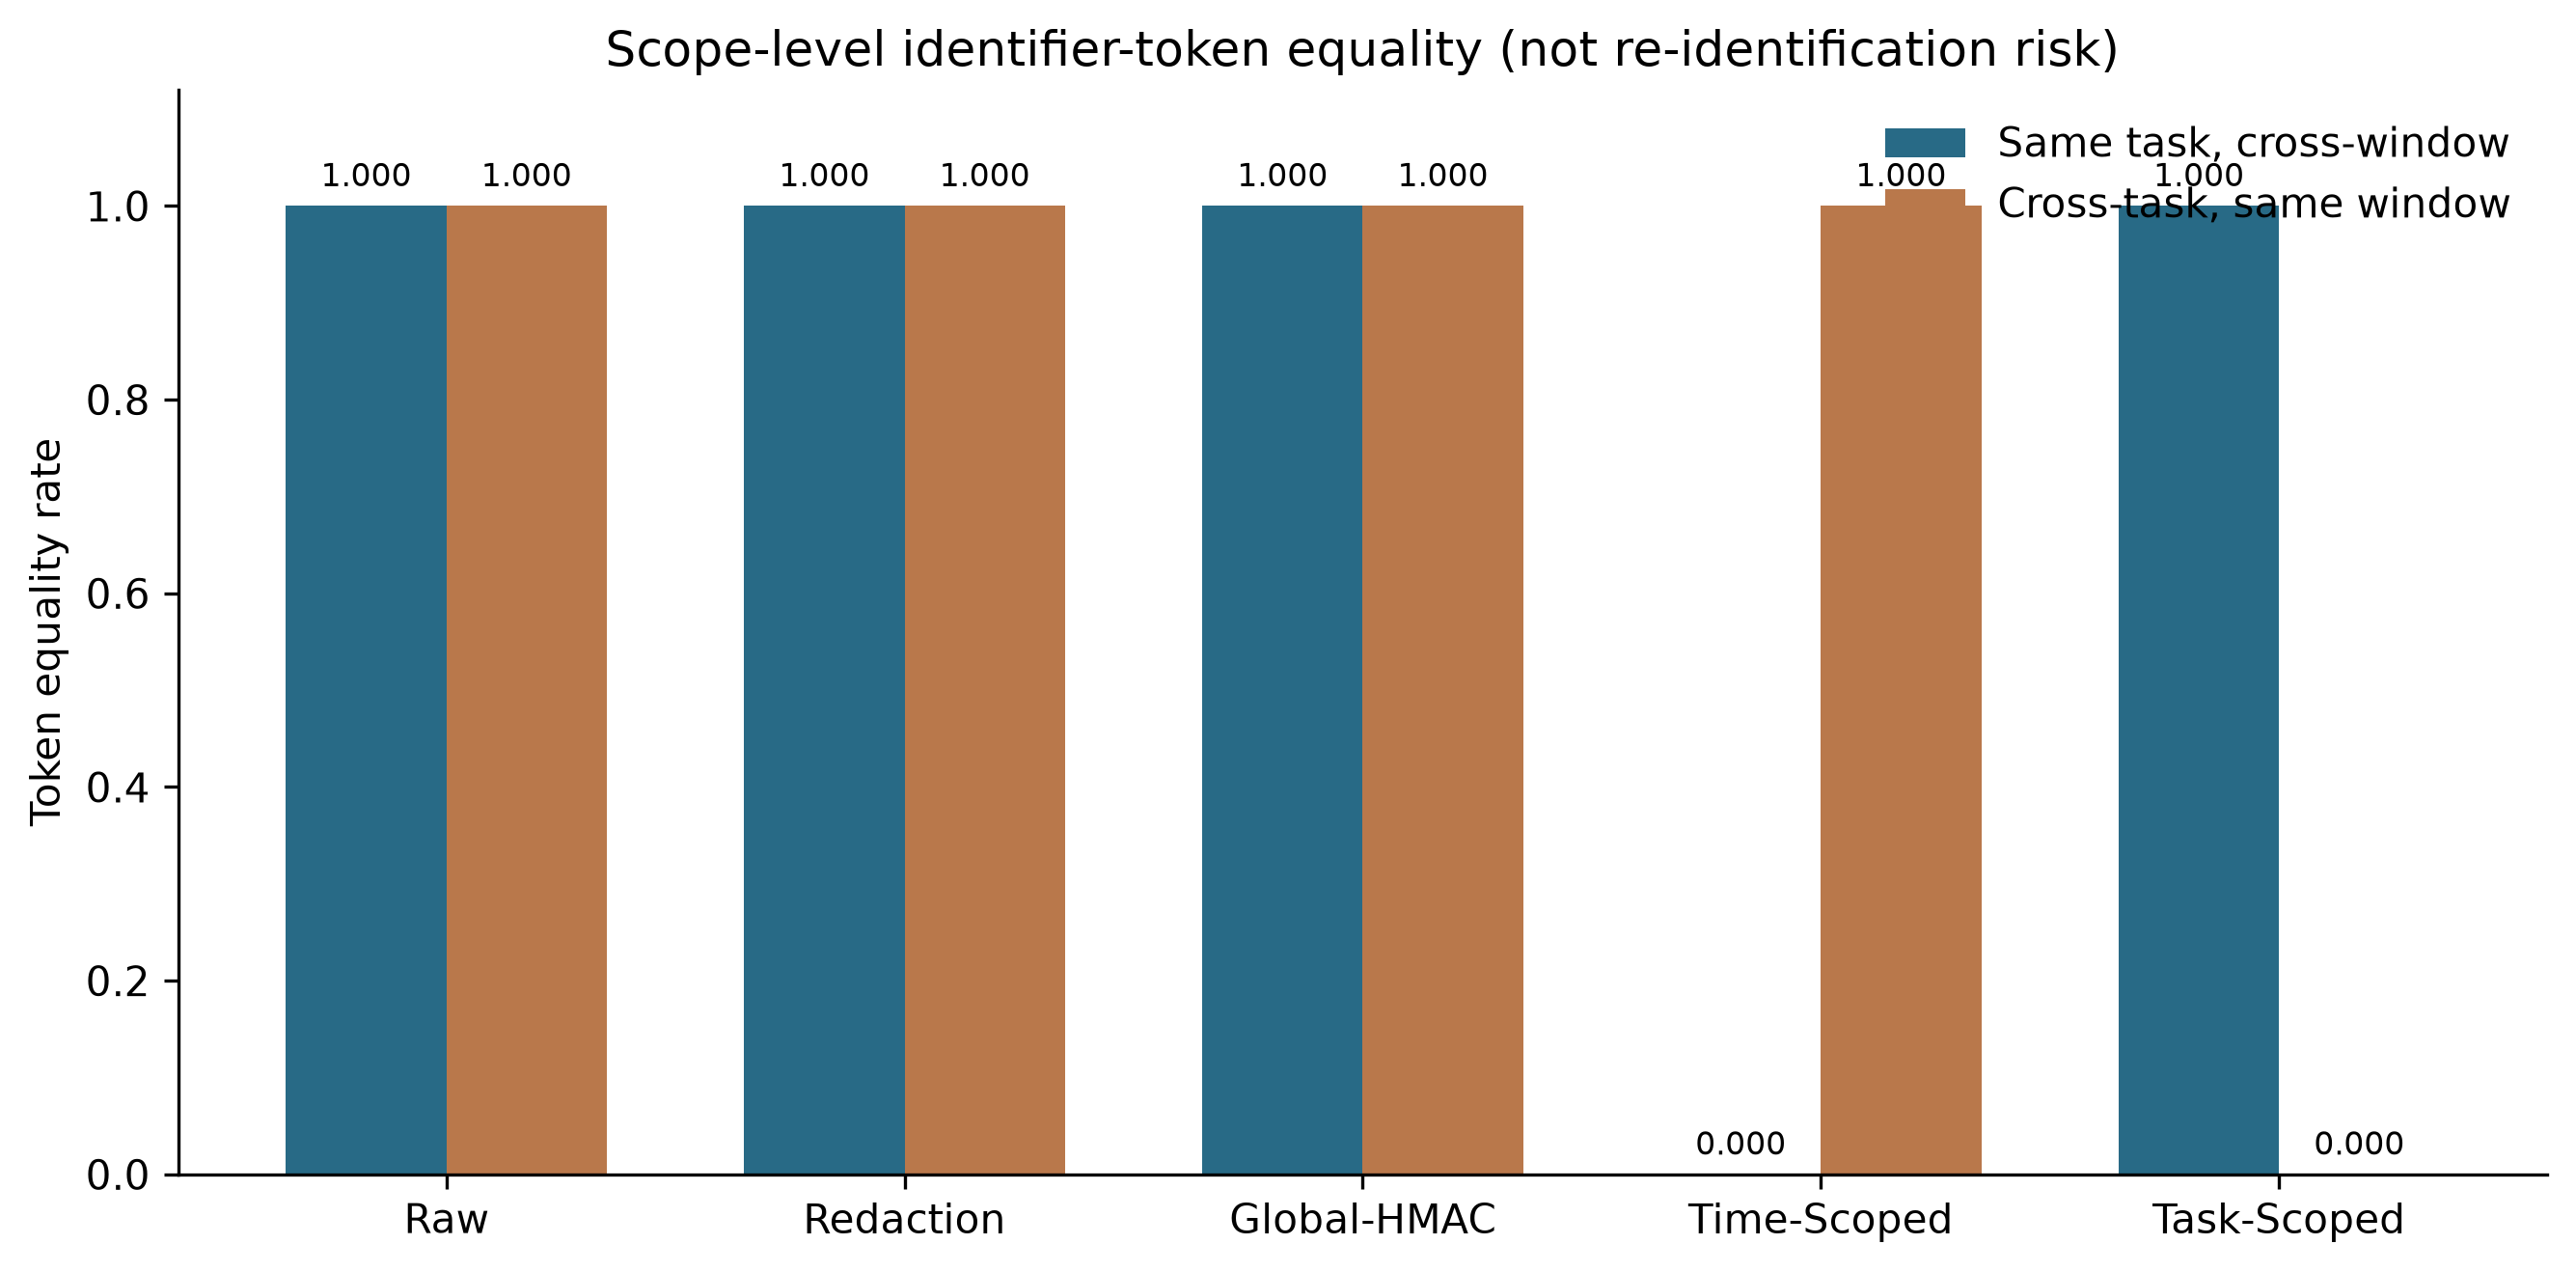 Scope-level identifier-token equality (not re-identification risk)
Same task, cross-window
Cross-task, same window
1.000 1.000 1.000 1.000 1.000 1.000 1.000 1.000
0.000 0.000
Token equality rate
1.0
0.8
0.6
0.4
0.2
0.0
Raw Redaction Global-HMAC Time-Scoped Task-Scoped